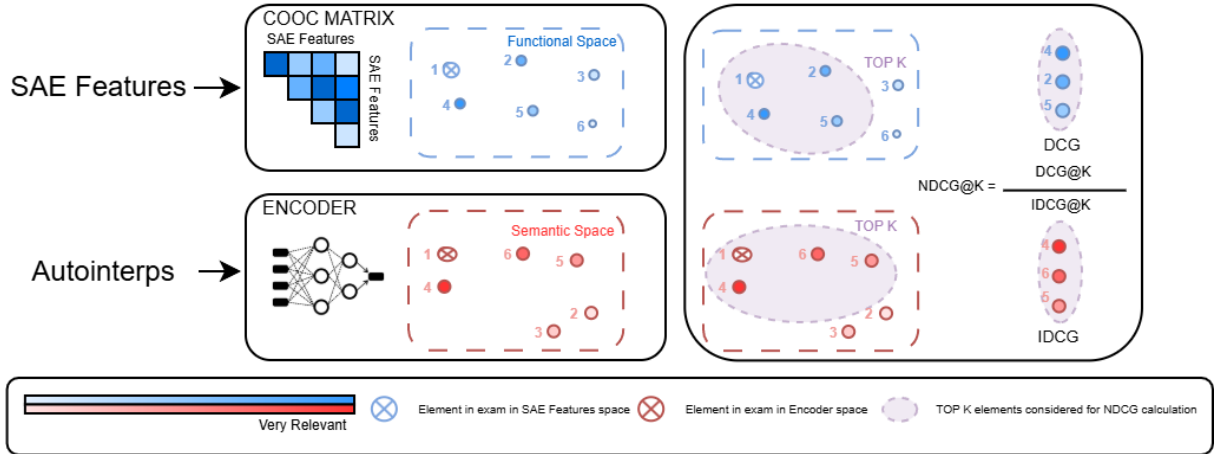 COOC MATRIX
SAE Features
SAE Features
SAE Features
Functional Space
1
2
3
4
5
6
TOP K
1
2
3
4
5
6
4
2
5
DCG
NDCG@K =
DCG@K
IDCG@K
Autointerps
ENCODER
Semantic Space
1
6
5
4
2
3
TOP K
1
6
5
4
2
3
4
6
5
IDCG
Very Relevant
Element in exam in SAE Features space
Element in exam in Encoder space
TOP K elements considered for NDCG calculation